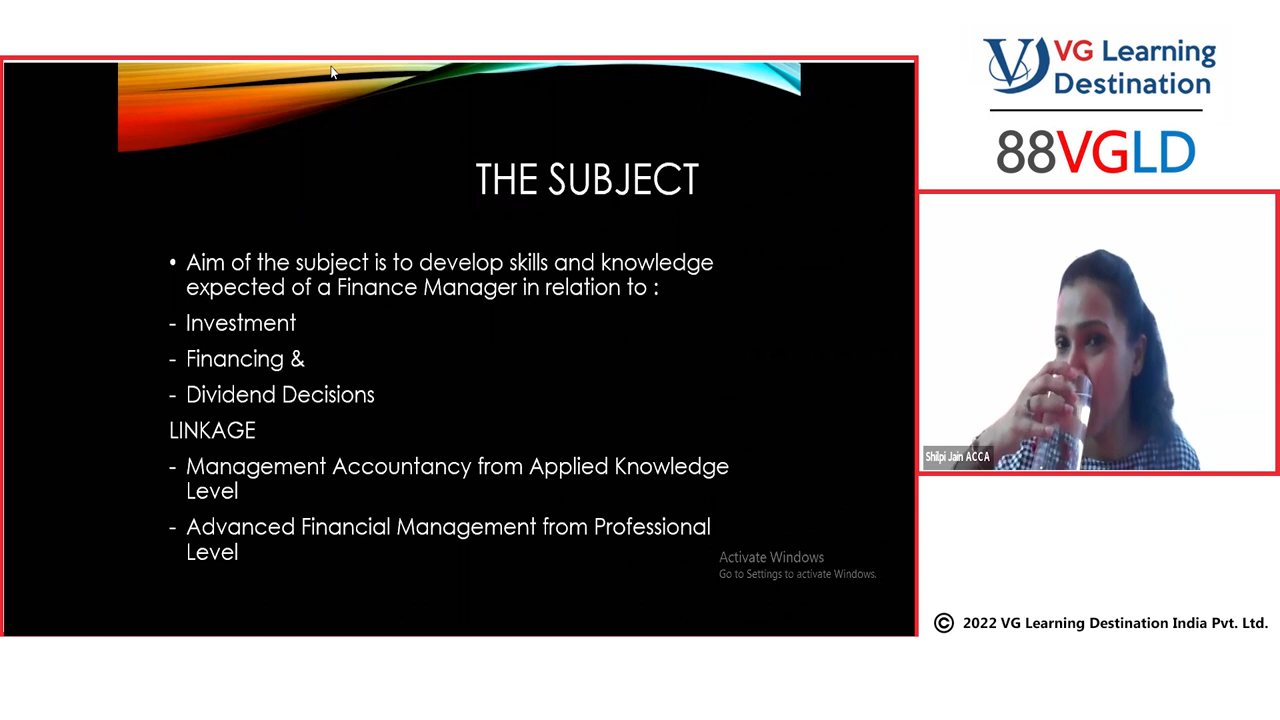 THE SUBJECT
• Aim of the subject is to develop skills and knowledge
expected of a Finance Manager in relation to :
- Investment
- Financing &
- Dividend Decisions
LINKAGE
- Management Accountancy from Applied Knowledge
Level
- Advanced Financial Management from Professional
Level
Activate Windows
Go to Settings to activate Windows.
VG Learning
Destination
88VGLD
Shilpi Jain ACCA
© 2022 VG Learning Destination India Pvt. Ltd.